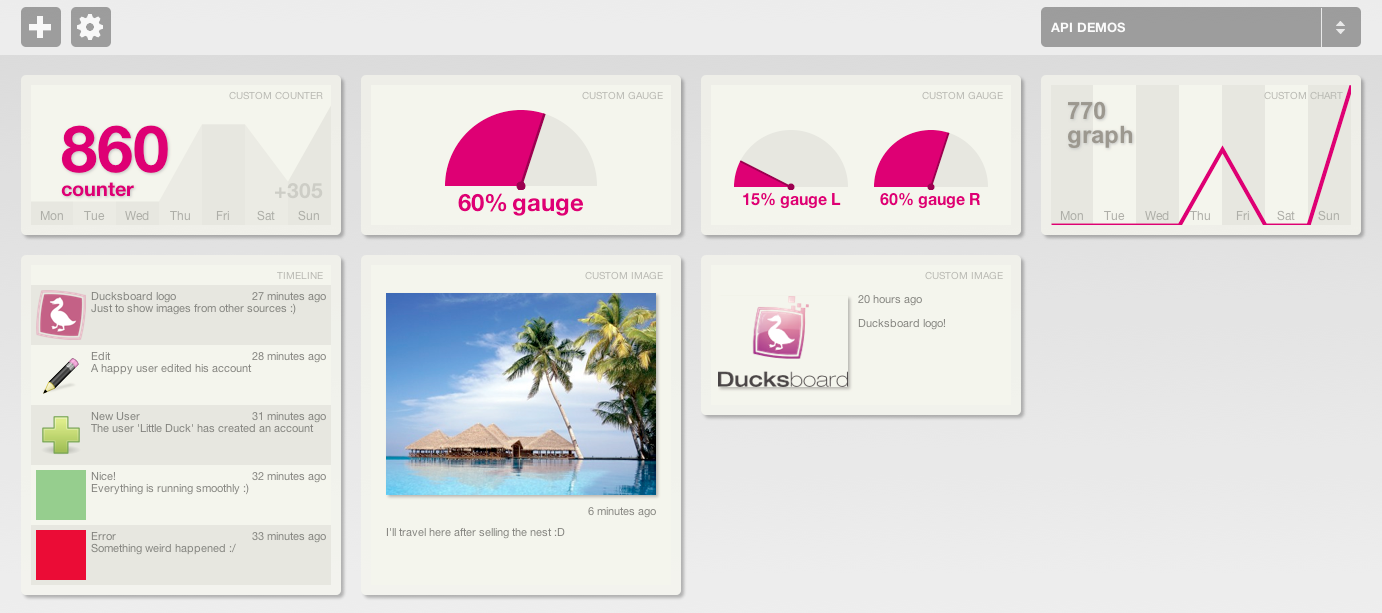 API DEMOS
CUSTOM COUNTER
860
counter
+305
Mon Tue Wed Thu Fri Sat Sun
CUSTOM GAUGE
60% gauge
CUSTOM GAUGE
15% gauge L
60% gauge R
CUSTOM CHART
770
graph
Mon Tue Wed Thu Fri Sat Sun
TIMELINE
Ducksboard logo 27 minutes ago
Just to show images from other sources :)
Edit 28 minutes ago
A happy user edited his account
New User 31 minutes ago
The user 'Little Duck' has created an account
Nice! 32 minutes ago
Everything is running smoothly :)
Error 33 minutes ago
Something weird happened :/
CUSTOM IMAGE
6 minutes ago
I'll travel here after selling the nest :D
CUSTOM IMAGE
20 hours ago
Ducksboard logo!
Ducksboard